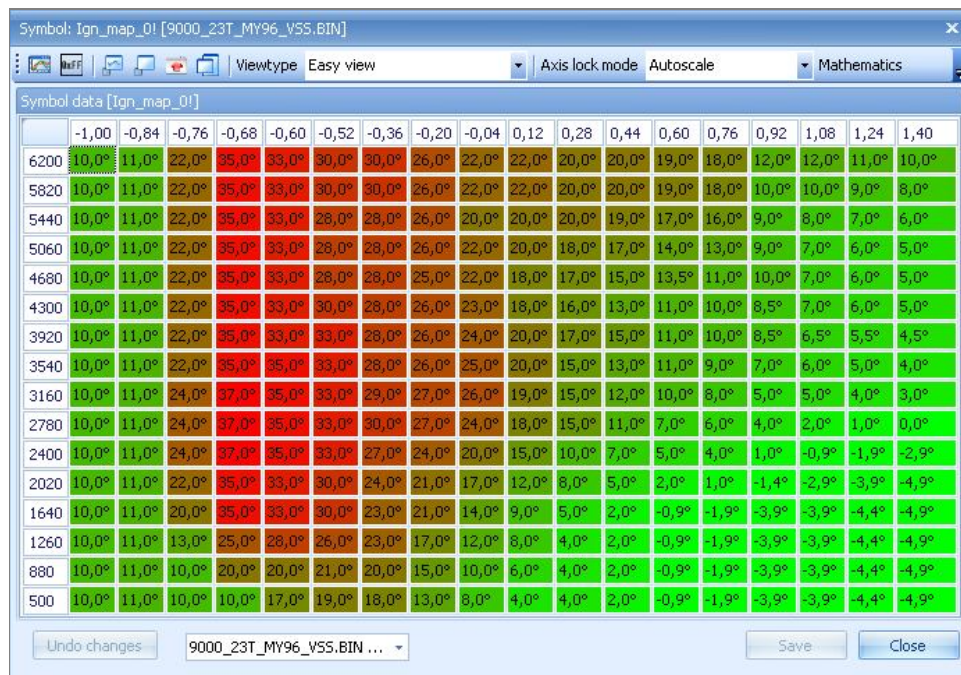 Symbol: Ign_map_0! [9000_23T_MY96_VSS.BIN]
0xFF Viewtype Easy view Axis lock mode Autoscale Mathematics
Symbol data [Ign_map_0!]
-1,00 -0,84 -0,76 -0,68 -0,60 -0,52 -0,36 -0,20 -0,04 0,12 0,28 0,44 0,60 0,76 0,92 1,08 1,24 1,40
6200 10,0° 11,0° 22,0° 35,0° 33,0° 30,0° 30,0° 26,0° 22,0° 22,0° 20,0° 20,0° 19,0° 18,0° 12,0° 12,0° 11,0° 10,0°
5820 10,0° 11,0° 22,0° 35,0° 33,0° 30,0° 30,0° 26,0° 22,0° 22,0° 20,0° 20,0° 19,0° 18,0° 10,0° 10,0° 9,0° 8,0°
5440 10,0° 11,0° 22,0° 35,0° 33,0° 28,0° 28,0° 26,0° 20,0° 20,0° 20,0° 19,0° 17,0° 16,0° 9,0° 8,0° 7,0° 6,0°
5060 10,0° 11,0° 22,0° 35,0° 33,0° 28,0° 28,0° 26,0° 22,0° 20,0° 18,0° 17,0° 14,0° 13,0° 9,0° 7,0° 6,0° 5,0°
4680 10,0° 11,0° 22,0° 35,0° 33,0° 28,0° 28,0° 25,0° 22,0° 18,0° 17,0° 15,0° 13,5° 11,0° 10,0° 7,0° 6,0° 5,0°
4300 10,0° 11,0° 22,0° 35,0° 33,0° 30,0° 28,0° 26,0° 23,0° 18,0° 16,0° 13,0° 11,0° 10,0° 8,5° 7,0° 6,0° 5,0°
3920 10,0° 11,0° 22,0° 35,0° 33,0° 33,0° 28,0° 26,0° 24,0° 20,0° 17,0° 15,0° 11,0° 10,0° 8,5° 6,5° 5,5° 4,5°
3540 10,0° 11,0° 22,0° 35,0° 35,0° 33,0° 28,0° 26,0° 25,0° 20,0° 15,0° 13,0° 11,0° 9,0° 7,0° 6,0° 5,0° 4,0°
3160 10,0° 11,0° 24,0° 37,0° 35,0° 33,0° 29,0° 27,0° 26,0° 19,0° 15,0° 12,0° 10,0° 8,0° 5,0° 5,0° 4,0° 3,0°
2780 10,0° 11,0° 24,0° 37,0° 35,0° 33,0° 30,0° 27,0° 24,0° 18,0° 15,0° 11,0° 7,0° 6,0° 4,0° 2,0° 1,0° 0,0°
2400 10,0° 11,0° 24,0° 37,0° 35,0° 33,0° 27,0° 24,0° 20,0° 15,0° 10,0° 7,0° 5,0° 4,0° 1,0° -0,9° -1,9° -2,9°
2020 10,0° 11,0° 22,0° 35,0° 33,0° 30,0° 24,0° 21,0° 17,0° 12,0° 8,0° 5,0° 2,0° 1,0° -1,4° -2,9° -3,9° -4,9°
1640 10,0° 11,0° 20,0° 35,0° 33,0° 30,0° 23,0° 21,0° 14,0° 9,0° 5,0° 2,0° -0,9° -1,9° -3,9° -3,9° -4,4° -4,9°
1260 10,0° 11,0° 13,0° 25,0° 28,0° 26,0° 23,0° 17,0° 12,0° 8,0° 4,0° 2,0° -0,9° -1,9° -3,9° -3,9° -4,4° -4,9°
880 10,0° 11,0° 10,0° 20,0° 20,0° 21,0° 20,0° 15,0° 10,0° 6,0° 4,0° 2,0° -0,9° -1,9° -3,9° -3,9° -4,4° -4,9°
500 10,0° 11,0° 10,0° 10,0° 17,0° 19,0° 18,0° 13,0° 8,0° 4,0° 4,0° 2,0° -0,9° -1,9° -3,9° -3,9° -4,4° -4,9°
Undo changes 9000_23T_MY96_VSS.BIN ... Save Close